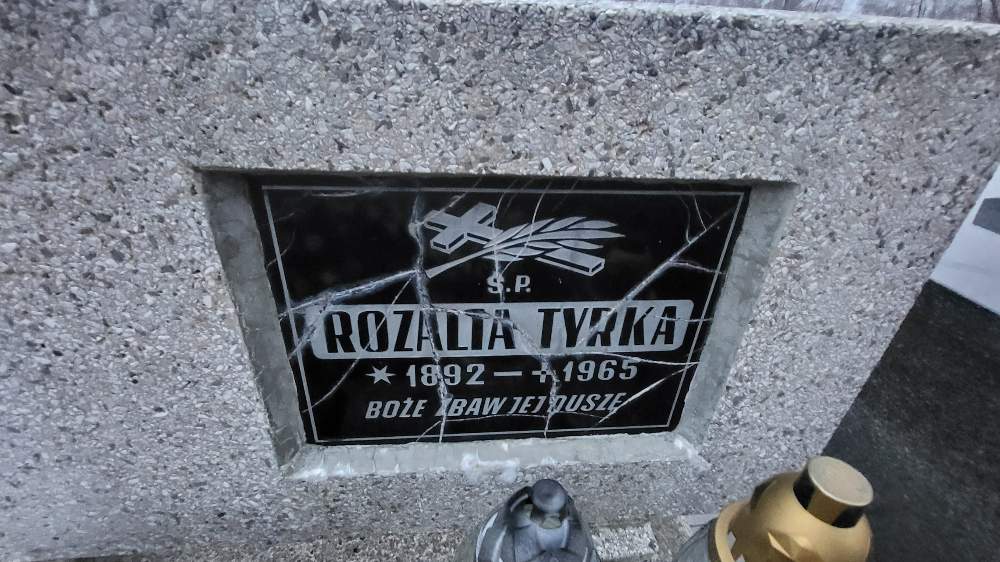 Ś.P.
ROZALIA TYRKA
* 1892 — + 1965
BOŻE ZBAW JEJ DUSZĘ